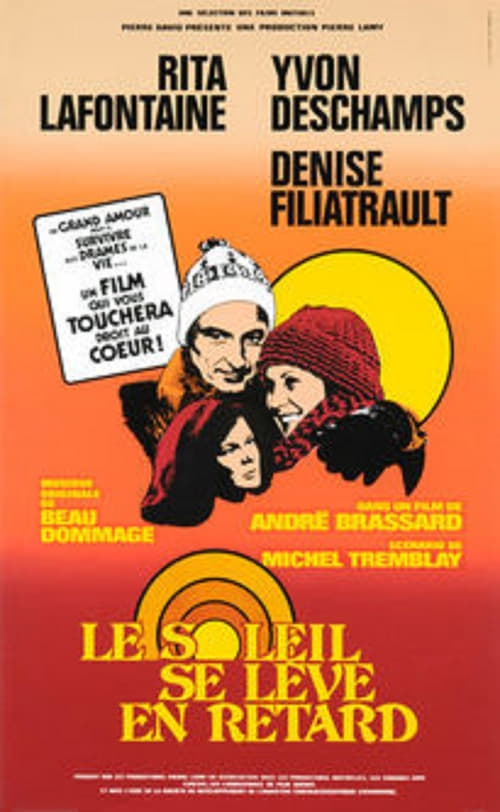 UNE SÉLECTION DES FILMS MUTUELS
PIERRE DAVID PRÉSENTE UNE PRODUCTION PIERRE LAMY
RITA
LAFONTAINE
YVON
DESCHAMPS
DENISE
FILIATRAULT
UN GRAND AMOUR
PEUT-IL
SURVIVRE
AUX DRAMES DE LA
VIE...
UN FILM
QUI VOUS
TOUCHERA
DROIT AU
COEUR!
MUSIQUE
ORIGINALE
DE
BEAU
DOMMAGE
DANS UN FILM DE
ANDRÉ BRASSARD
SCÉNARIO DE
MICHEL TREMBLAY
LE SOLEIL
SE LÈVE
EN RETARD